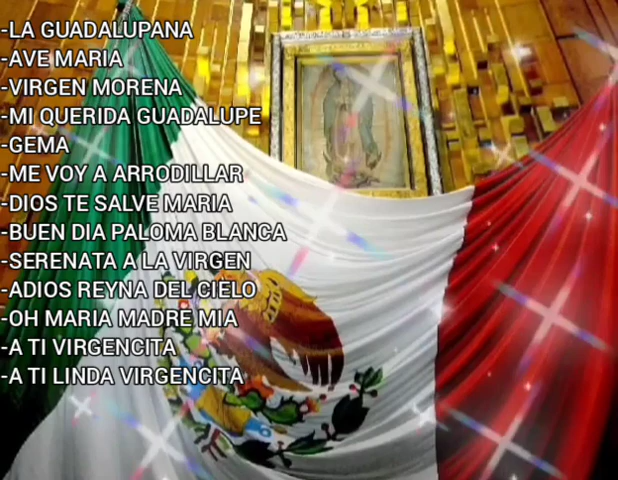 -LA GUADALUPANA
-AVE MARIA
-VIRGEN MORENA
-MI QUERIDA GUADALUPE
-GEMA
-ME VOY A ARRODILLAR
-DIOS TE SALVE MARIA
-BUEN DIA PALOMA BLANCA
-SERENATA A LA VIRGEN
-ADIOS REYNA DEL CIELO
-OH MARIA MADRE MIA
-A TI VIRGENCITA
-A TI LINDA VIRGENCITA